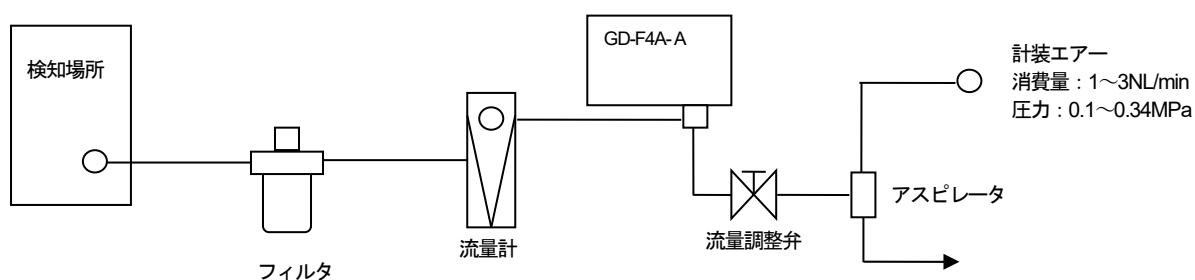 検知場所
フィルタ
流量計
GD-F4A-A
流量調整弁
アスピレータ
計装エアー
消費量：1～3NL/min
圧力：0.1～0.34MPa